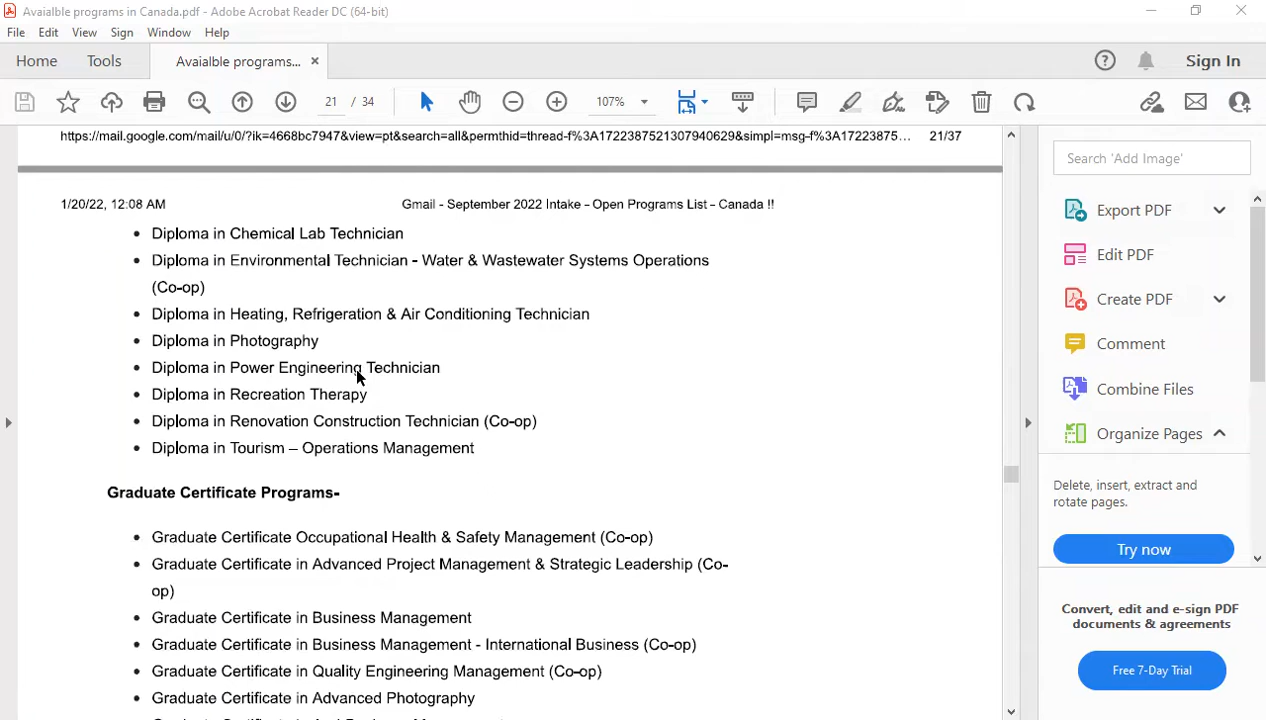 Avaialble programs in Canada.pdf - Adobe Acrobat Reader DC (64-bit)
File Edit View Sign Window Help
Home Tools Avaialble programs... × Sign In
21 / 34 107%
https://mail.google.com/mail/u/0/?ik=4668bc7947&view=pt&search=all&permthid=thread-f%3A1722387521307940629&simpl=msg-f%3A17223875... 21/37
1/20/22, 12:08 AM Gmail - September 2022 Intake - Open Programs List - Canada !!
• Diploma in Chemical Lab Technician
• Diploma in Environmental Technician - Water & Wastewater Systems Operations
(Co-op)
• Diploma in Heating, Refrigeration & Air Conditioning Technician
• Diploma in Photography
• Diploma in Power Engineering Technician
• Diploma in Recreation Therapy
• Diploma in Renovation Construction Technician (Co-op)
• Diploma in Tourism – Operations Management
Graduate Certificate Programs-
• Graduate Certificate Occupational Health & Safety Management (Co-op)
• Graduate Certificate in Advanced Project Management & Strategic Leadership (Co-
op)
• Graduate Certificate in Business Management
• Graduate Certificate in Business Management - International Business (Co-op)
• Graduate Certificate in Quality Engineering Management (Co-op)
• Graduate Certificate in Advanced Photography
Search 'Add Image'
Export PDF
Edit PDF
Create PDF
Comment
Combine Files
Organize Pages
Delete, insert, extract and
rotate pages.
Try now
Convert, edit and e-sign PDF
documents & agreements
Free 7-Day Trial